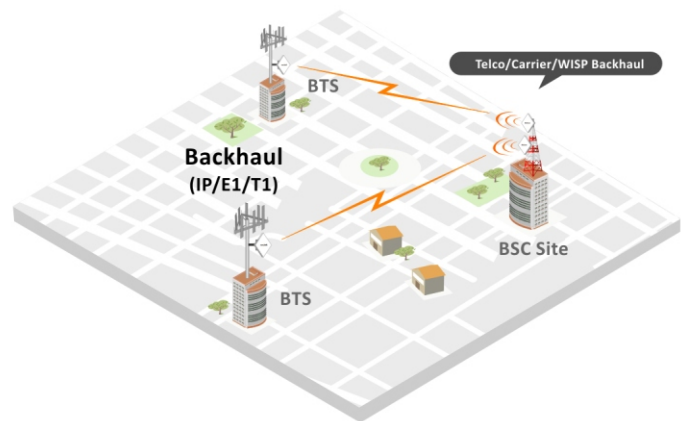 Telco/Carrier/WISP Backhaul
BTS
Backhaul
(IP/E1/T1)
BSC Site
BTS